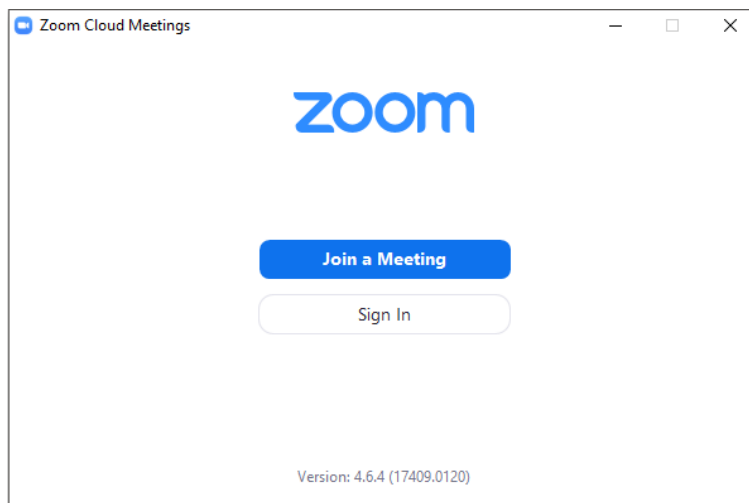 Zoom Cloud Meetings
zoom
Join a Meeting
Sign In
Version: 4.6.4 (17409.0120)